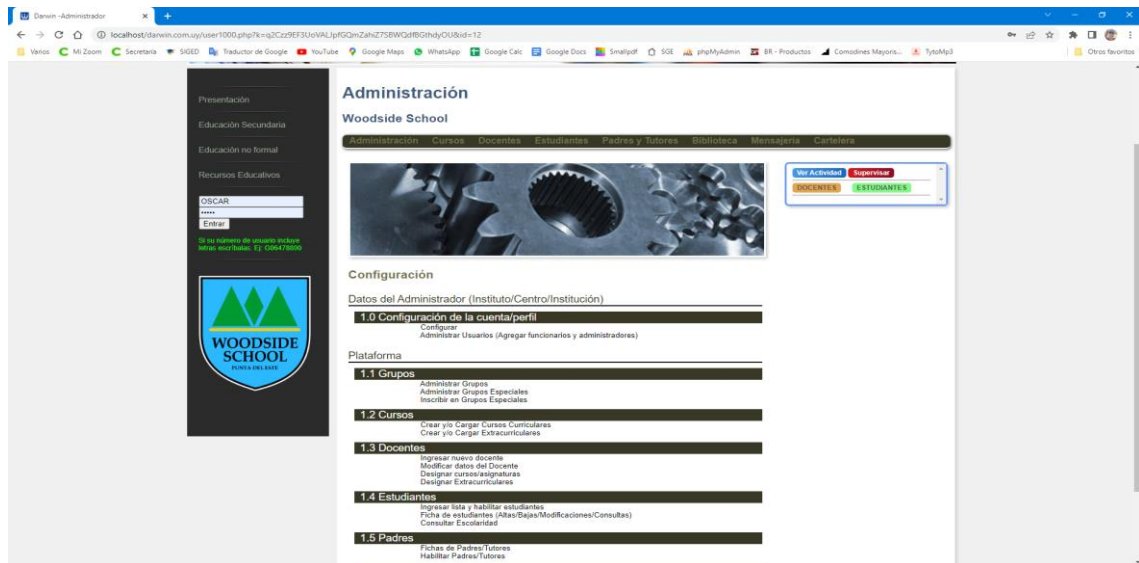 Darwin -Administrador
localhost/darwin.com.uy/user1000.php?k=q2Czz9EF3UoVALJpfGQmZahiZ7SBWQdfBGthdyOU&id=12
Varios Mi Zoom Secretaria SIGED Traductor de Google YouTube Google Maps WhatsApp Google Calc Google Docs Smallpdf SGE phpMyAdmin BR - Productos Comodines Mayoris... TytoMp3 Otros favoritos
Presentación
Educación Secundaria
Educación no formal
Recursos Educativos
OSCAR
•••••
Entrar
Si su número de usuario incluye
letras escríbalas. Ej: O06478800
WOODSIDE
SCHOOL
PUNTA DEL ESTE
Administración
Woodside School
Administración Cursos Docentes Estudiantes Padres y Tutores Biblioteca Mensajería Cartelera
Ver Actividad Supervisar
DOCENTES ESTUDIANTES
Configuración
Datos del Administrador (Instituto/Centro/Institución)
1.0 Configuración de la cuenta/perfil
Configurar
Administrar Usuarios (Agregar funcionarios y administradores)
Plataforma
1.1 Grupos
Administrar Grupos
Administrar Grupos Especiales
Inscribir en Grupos Especiales
1.2 Cursos
Crear y/o Cargar Cursos Curriculares
Crear y/o Cargar Extracurriculares
1.3 Docentes
Ingresar nuevo docente
Modificar datos del Docente
Designar cursos/asignaturas
Designar Extracurriculares
1.4 Estudiantes
Ingresar lista y habilitar estudiantes
Ficha de estudiantes (Altas/Bajas/Modificaciones/Consultas)
Consultar Escolaridad
1.5 Padres
Fichas de Padres/Tutores
Habilitar Padres/Tutores